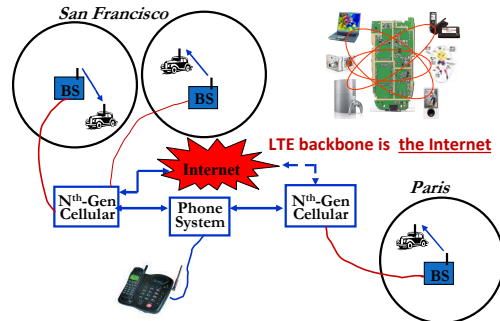 San Francisco
BS
BS
LTE backbone is the Internet
Internet
Nth-Gen
Cellular
Phone
System
Nth-Gen
Cellular
Paris
BS